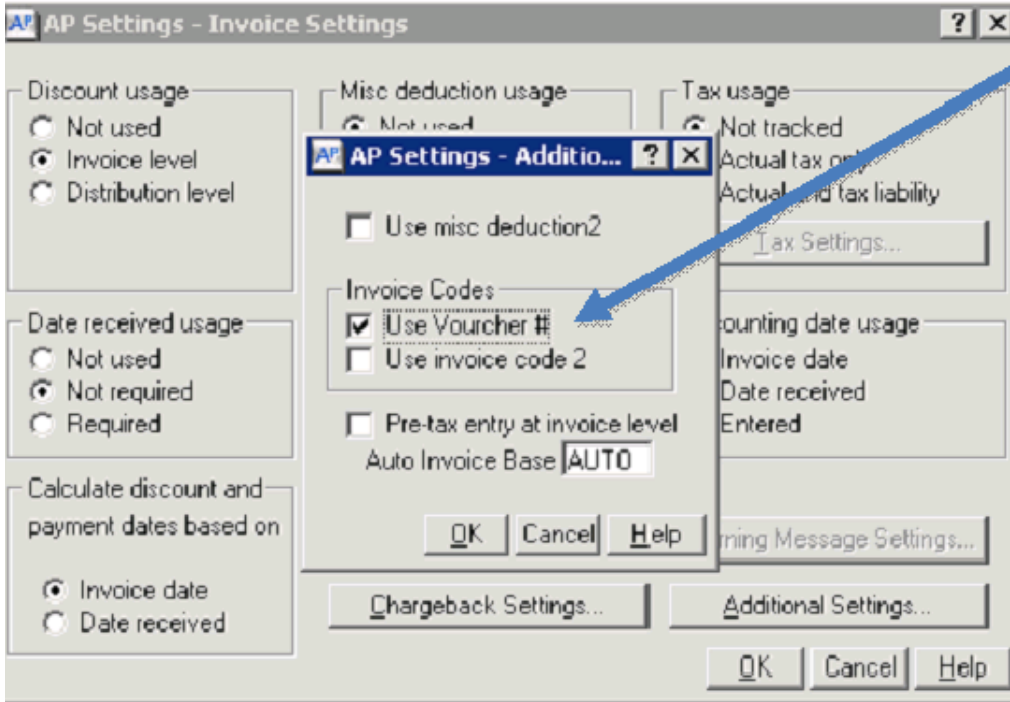 AP AP Settings - Invoice Settings ? ×
Discount usage
Not used
Invoice level
Distribution level
Misc deduction usage
Not used
Tax usage
Not tracked
Actual tax only
Actual and tax liability
Tax Settings...
AP AP Settings - Additio... ? ×
Use misc deduction2
Invoice Codes
Use Vourcher #
Use invoice code 2
Pre-tax entry at invoice level
Auto Invoice Base AUTO
OK Cancel Help
Date received usage
Not used
Not required
Required
ounting date usage
Invoice date
Date received
Entered
Calculate discount and
payment dates based on
Invoice date
Date received
rning Message Settings...
Chargeback Settings...
Additional Settings...
OK Cancel Help